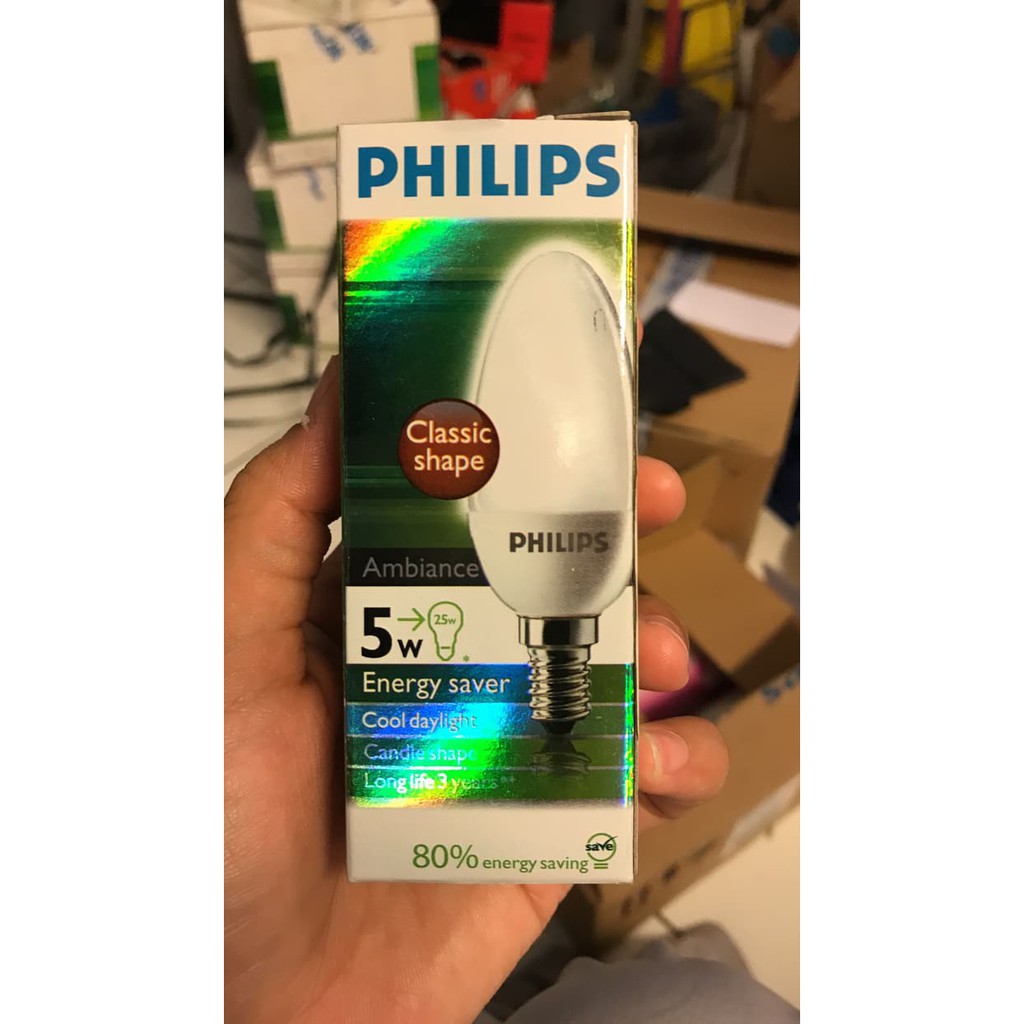 PHILIPS
Classic
shape
PHILIPS
Ambiance
5w
25w
*
Energy saver
Cool daylight
Candle shape
Long life 3 years**
80% energy saving
save